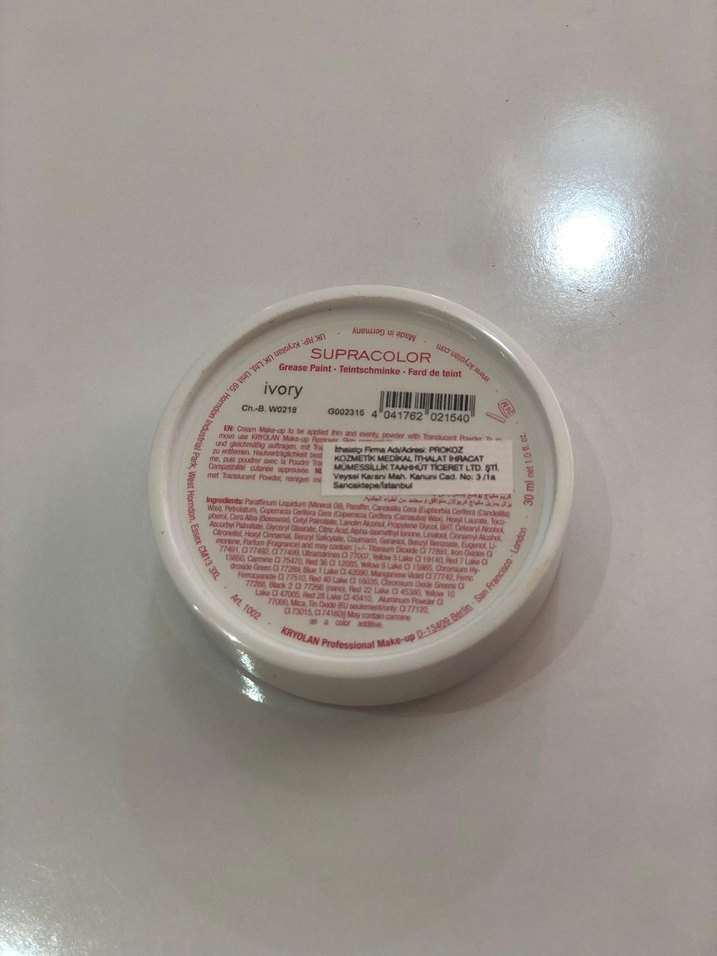 SUPRACOLOR
Grease Paint - Teintschminke - Fard de teint
ivory
Ch.-B. W0218
G002315 4 041762 021540
24M
EN: Cream Make-up to be applied thin and evenly, powder with Translucent Powder. To re-
move use KRYOLAN Make-up Remover.
und gleichmäßig auftragen, mit
zu entfernen. Hautverträglichkeit
me, puis poudrer avec la Poudre
Compatibilité cutanée approuvée.
met Translucent Powder, reinigen
İthalatçı Firma Adı/Adresi: PROKOZ
KOZMETİK MEDİKAL İTHALAT İHRACAT
MÜMESSİLLİK TAAHHÜT TİCERET LTD. ŞTİ.
Veysel Karani Mah. Kanuni Cad. No: 3 /1a
Sancaktepe/İstanbul
Ingredients: Paraffinum Liquidum (Mineral Oil), Paraffin, Candelilla Cera (Euphorbia Cerifera (Candelilla)
Wax), Petrolatum, Copernicia Cerifera Cera (Copernicia Cerifera (Carnauba) Wax), Hexyl Laurate, Toco-
pherol, Cera Alba (Beeswax), Cetyl Palmitate, Lanolin Alcohol, Propylene Glycol, BHT, Cetearyl Alcohol,
Ascorbyl Palmitate, Glyceryl Stearate, Citric Acid, Alpha-Isomethyl Ionone, Linalool, Cinnamyl Alcohol,
Citronellol, Hexyl Cinnamal, Benzyl Salicylate, Coumarin, Geraniol, Benzyl Benzoate, Eugenol, Li-
monene, Parfum (Fragrance) and may contain: [+/- Titanium Dioxide CI 77891, Iron Oxides CI
77491, CI 77492, CI 77499, Ultramarines CI 77007, Yellow 5 Lake CI 19140, Red 7 Lake CI
15850, Carmine CI 75470, Red 36 CI 12085, Yellow 6 Lake CI 15985, Chromium Hy-
droxide Green CI 77289, Blue 1 Lake CI 42090, Manganese Violet CI 77742, Ferric
Ferrocyanide CI 77510, Red 40 Lake CI 16035, Chromium Oxide Greens CI
77288, Black 2 CI 77266 (nano), Red 22 Lake CI 45380, Yellow 10
Lake CI 47005, Red 28 Lake CI 45410, Aluminum Powder CI
77000, Mica, Tin Oxide (EU seulement/only: CI 77120,
CI 73015, CI 74160)] May contain carmine
as a color additive.
KRYOLAN Professional Make-up D-13409 Berlin · San Francisco · London
30 ml net 1.0 fl. oz.
Art. 1002
UK RP: Kryolan UK Ltd., Unit 65, Horndon Industrial Park, West Horndon, Essex CM13 3XL
Made in Germany
www.kryolan.com